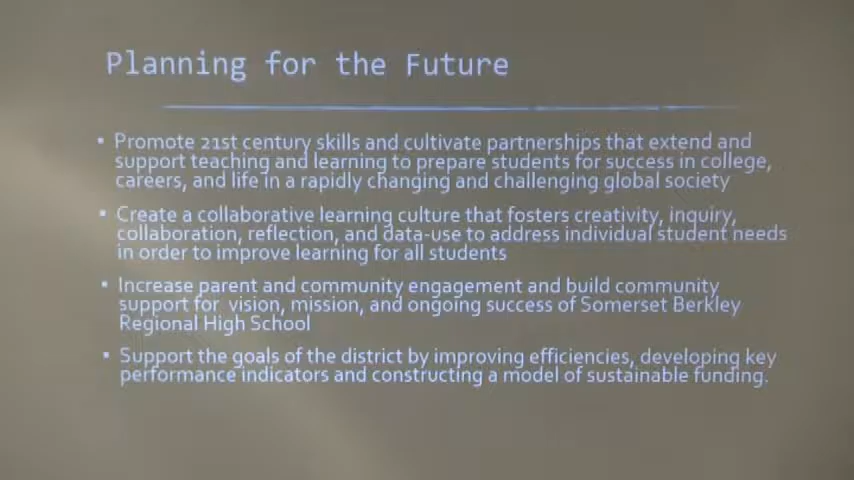 Planning for the Future
▪ Promote 21st century skills and cultivate partnerships that extend and
support teaching and learning to prepare students for success in college,
careers, and life in a rapidly changing and challenging global society
▪ Create a collaborative learning culture that fosters creativity, inquiry,
collaboration, reflection, and data-use to address individual student needs
in order to improve learning for all students
▪ Increase parent and community engagement and build community
support for vision, mission, and ongoing success of Somerset Berkley
Regional High School
▪ Support the goals of the district by improving efficiencies, developing key
performance indicators and constructing a model of sustainable funding.